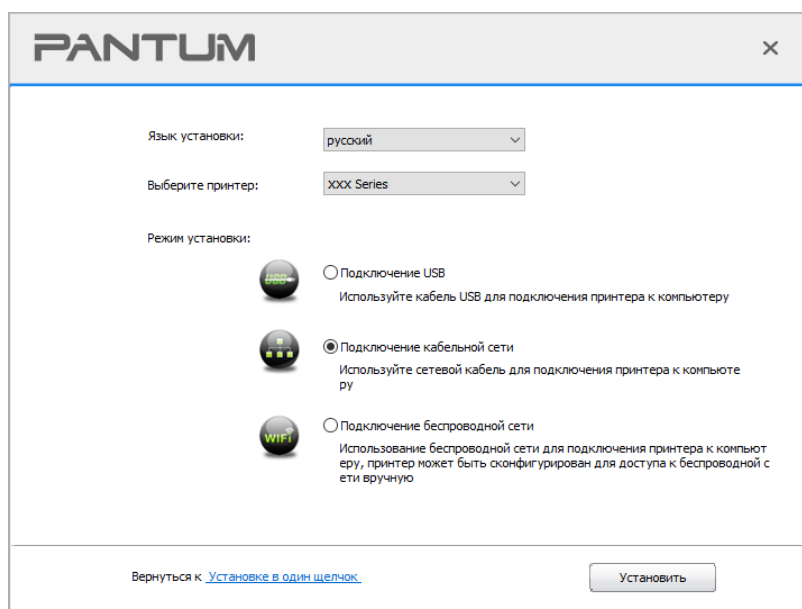 PANTUM
Язык установки: русский
Выберите принтер: XXX Series
Режим установки:
USB
Подключение USB
Используйте кабель USB для подключения принтера к компьютеру
Подключение кабельной сети
Используйте сетевой кабель для подключения принтера к компьюте
ру
WiFi
Подключение беспроводной сети
Использование беспроводной сети для подключения принтера к компьют
еру, принтер может быть сконфигурирован для доступа к беспроводной с
ети вручную
Вернуться к Установке в один щелчок
Установить